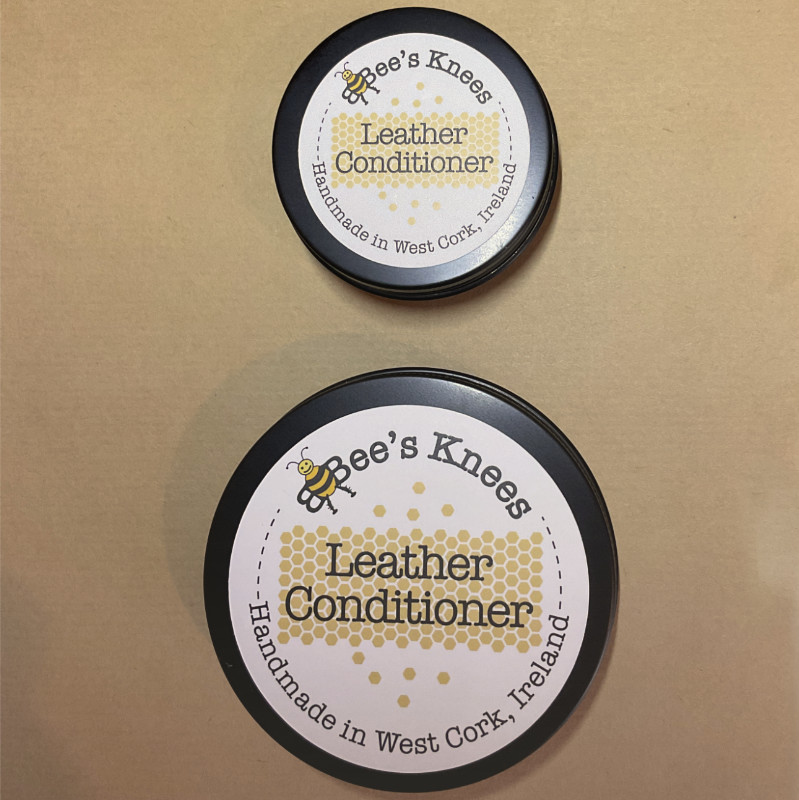 Bee's Knees
Leather
Conditioner
Handmade in West Cork, Ireland
Bee's Knees
Leather
Conditioner
Handmade in West Cork, Ireland